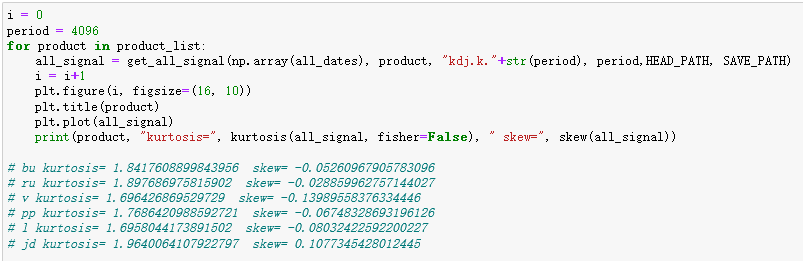 i = 0
period = 4096
for product in product_list:
    all_signal = get_all_signal(np.array(all_dates), product, "kdj.k."+str(period), period,HEAD_PATH, SAVE_PATH)
    i = i+1
    plt.figure(i, figsize=(16, 10))
    plt.title(product)
    plt.plot(all_signal)
    print(product, "kurtosis=", kurtosis(all_signal, fisher=False), " skew=", skew(all_signal))
# bu kurtosis= 1.8417608899843956  skew= -0.05260967905783096
# ru kurtosis= 1.897686975815902  skew= -0.028859962757144027
# v kurtosis= 1.696426869529729  skew= -0.13989558376334446
# pp kurtosis= 1.7686420988592721  skew= -0.06748328693196126
# l kurtosis= 1.6958044173891502  skew= -0.08032422592200227
# jd kurtosis= 1.9640064107922797  skew= 0.1077345428012445